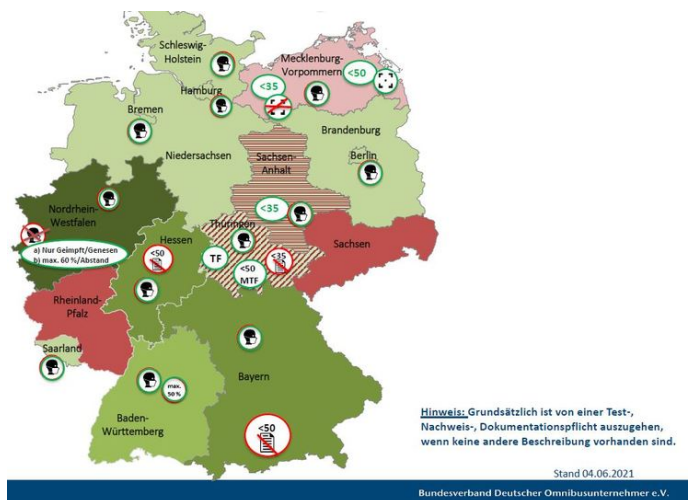 Schleswig-
Holstein
Mecklenburg-
Vorpommern
<50
<35
Hamburg
Bremen
Brandenburg
Niedersachsen
Sachsen-
Anhalt
Berlin
Nordrhein-
Westfalen
<35
Thüringen
a) Nur Geimpft/Genesen
b) max. 60 %/Abstand
Hessen
<50
TF
<50
MTF
<35
Sachsen
Rheinland-
Pfalz
Saarland
max.
50 %
Bayern
Baden-
Württemberg
<50
Hinweis: Grundsätzlich ist von einer Test-,
Nachweis-, Dokumentationspflicht auszugehen,
wenn keine andere Beschreibung vorhanden sind.
Stand 04.06.2021
Bundesverband Deutscher Omnibusunternehmer e.V.